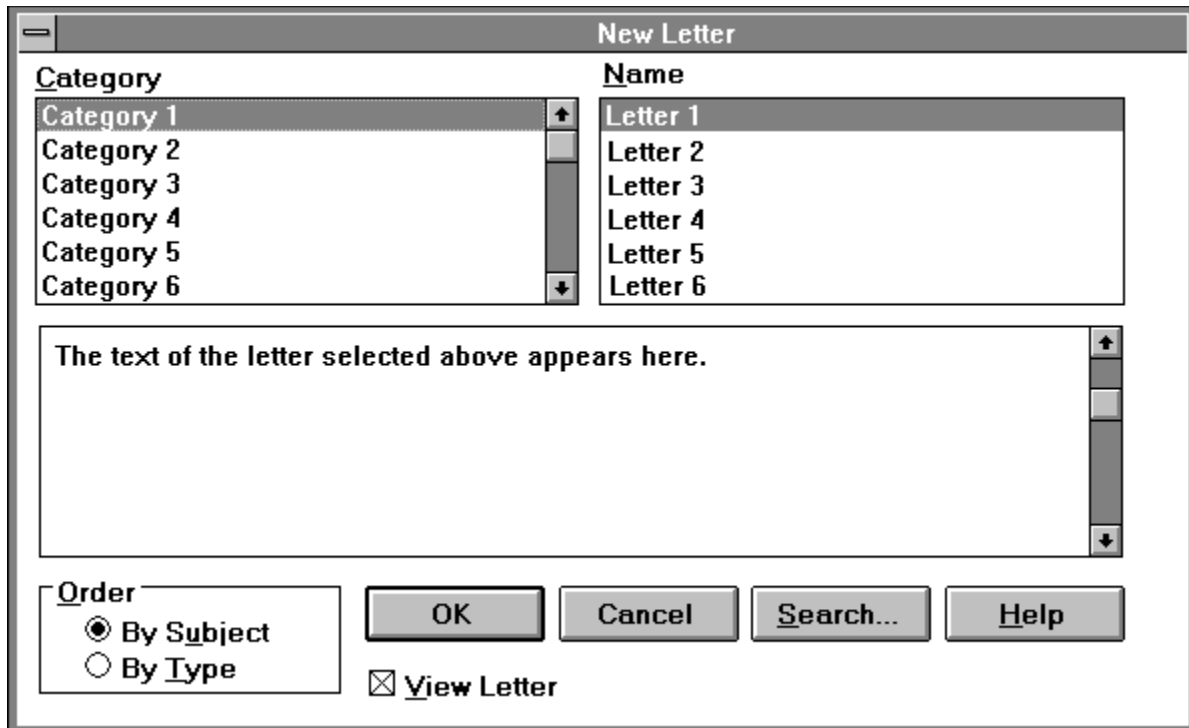 New Letter
Category
Name
Category 1
Category 2
Category 3
Category 4
Category 5
Category 6
Letter 1
Letter 2
Letter 3
Letter 4
Letter 5
Letter 6
The text of the letter selected above appears here.
Order
By Subject
By Type
OK
Cancel
Search...
Help
View Letter